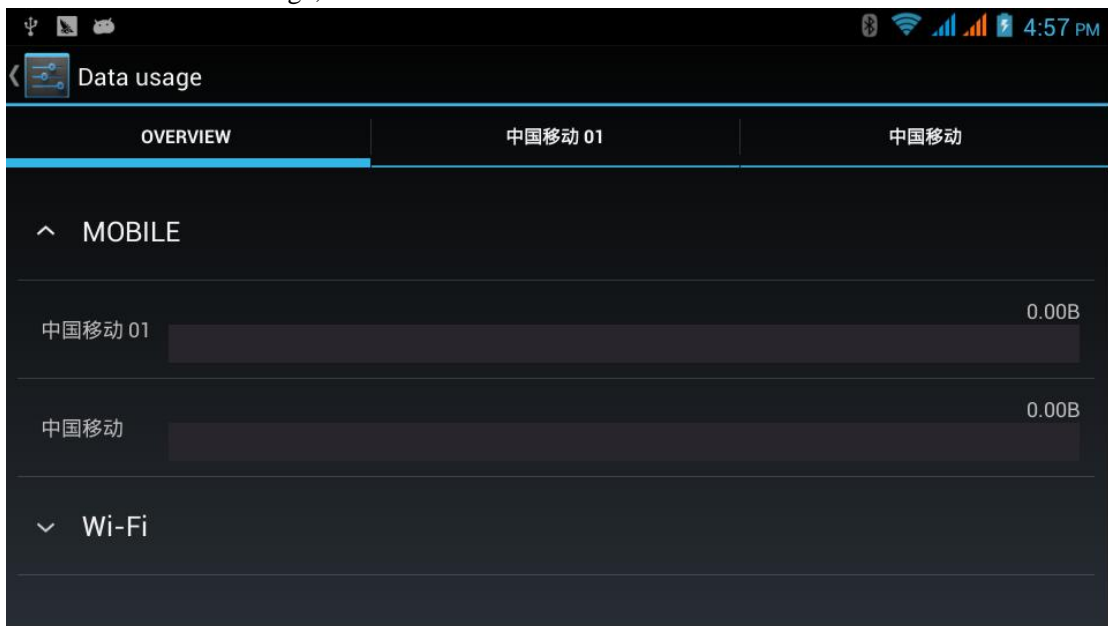 4:57 PM
Data usage
OVERVIEW 中国移动 01 中国移动
MOBILE
0.00B
中国移动 01
0.00B
中国移动
Wi-Fi